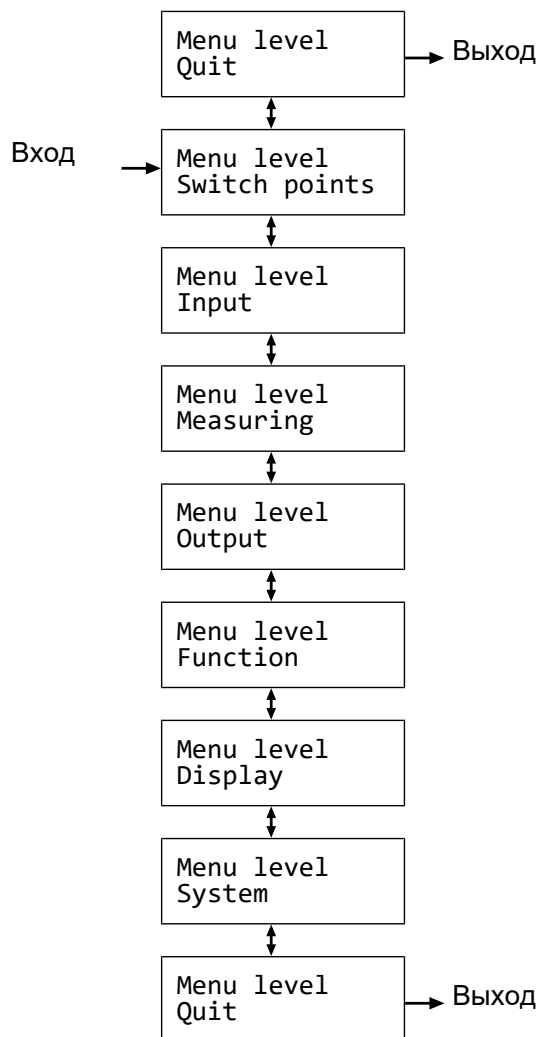 Menu level
Quit
Выход
Вход
Menu level
Switch points
Menu level
Input
Menu level
Measuring
Menu level
Output
Menu level
Function
Menu level
Display
Menu level
System
Menu level
Quit
Выход